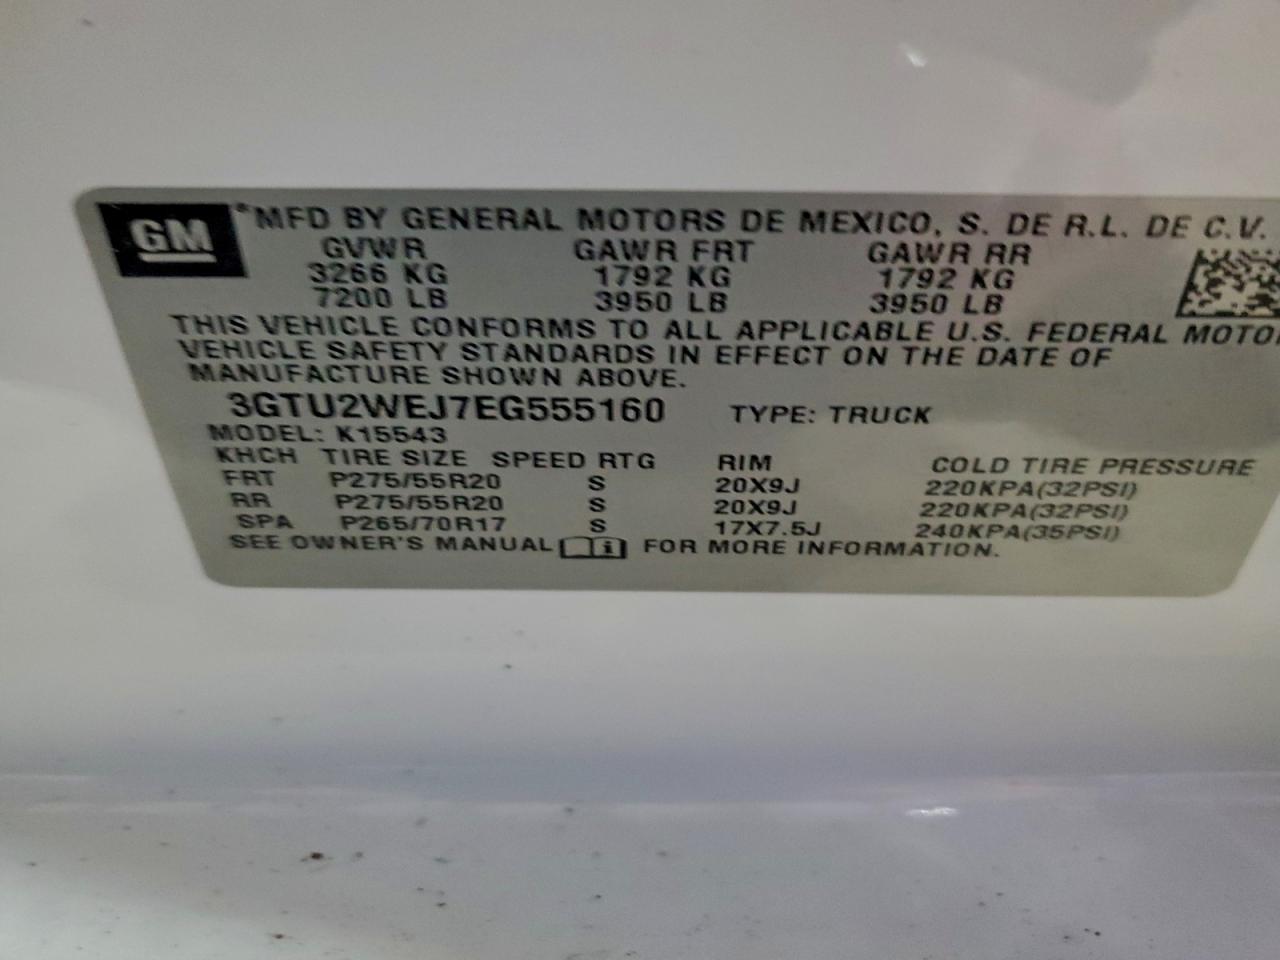 GM
MFD BY GENERAL MOTORS DE MEXICO, S. DE R.L. DE C.V.
GVWR GAWR FRT GAWR RR
3266 KG 1792 KG 1792 KG
7200 LB 3950 LB 3950 LB
THIS VEHICLE CONFORMS TO ALL APPLICABLE U.S. FEDERAL MOTO
VEHICLE SAFETY STANDARDS IN EFFECT ON THE DATE OF
MANUFACTURE SHOWN ABOVE.
3GTU2WEJ7EG555160 TYPE: TRUCK
MODEL: K15543
KHCH TIRE SIZE SPEED RTG RIM COLD TIRE PRESSURE
FRT P275/55R20 S 20X9J 220KPA(32PSI)
RR P275/55R20 S 20X9J 220KPA(32PSI)
SPA P265/70R17 S 17X7.5J 240KPA(35PSI)
SEE OWNER'S MANUAL i FOR MORE INFORMATION.